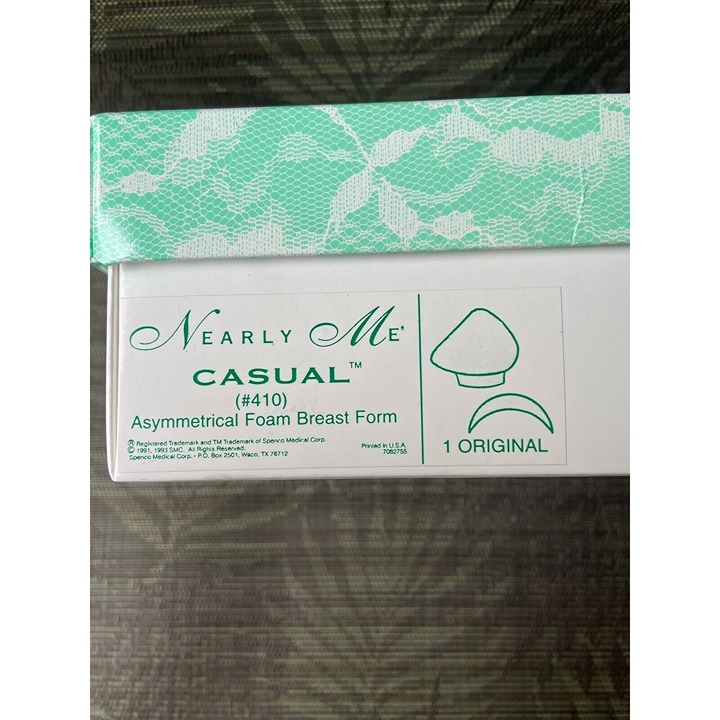 NEARLY ME®
CASUAL™
(#410)
Asymmetrical Foam Breast Form
® Registered Trademark and TM Trademark of Spenco Medical Corp.
© 1991, 1993 SMC. All Rights Reserved.
Spenco Medical Corp. • P.O. Box 2501, Waco, TX 76712
Printed in U.S.A.
7082755
1 ORIGINAL